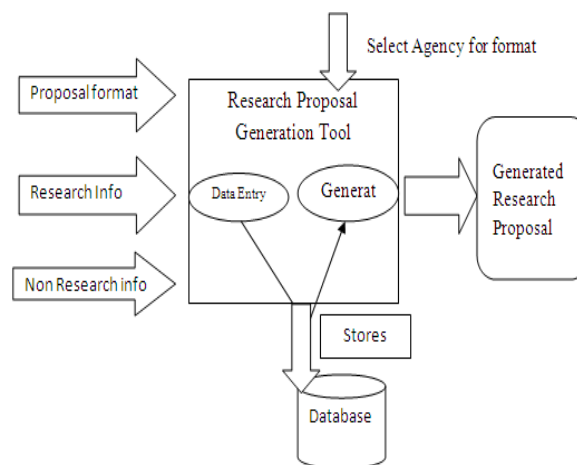 Select Agency for format
Proposal format
Research Proposal
Generation Tool
Research Info
Data Entry
Generat
Generated
Research
Proposal
Non Research info
Stores
Database